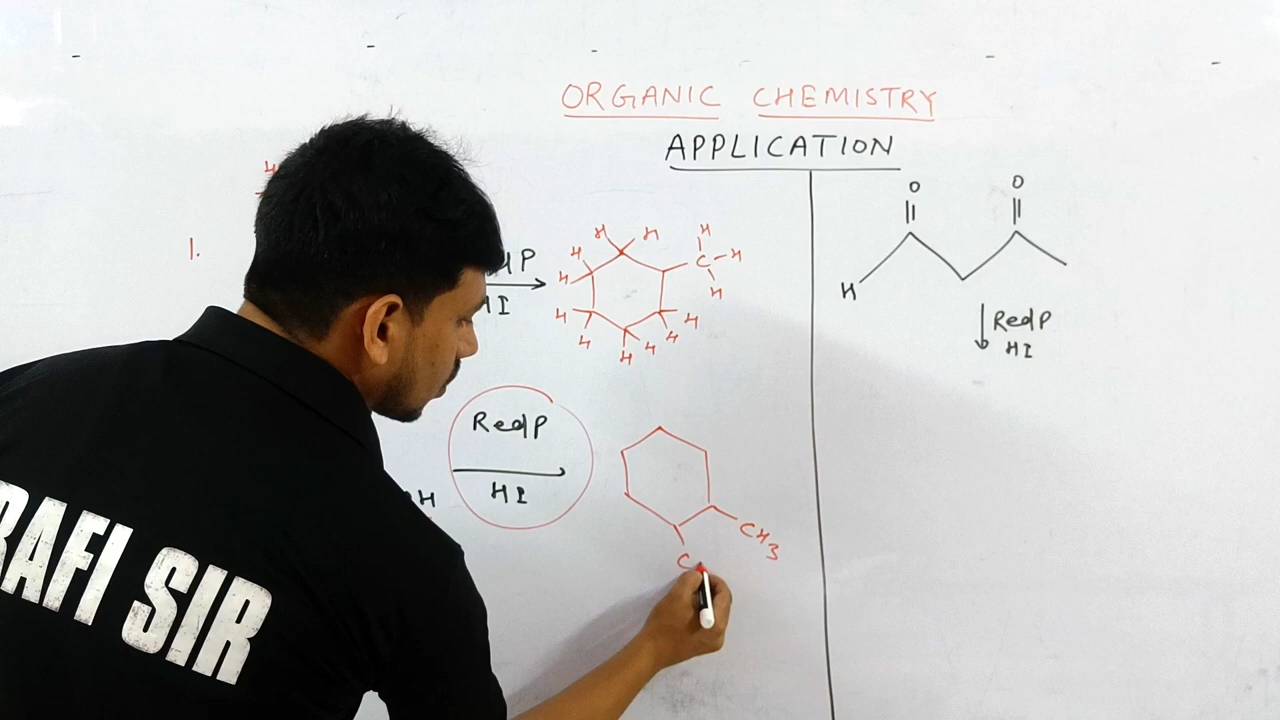 ORGANIC CHEMISTRY
APPLICATION
1.
P
HI
H H
H
H
H
H
H
H
H
H
H
C-H
H
H
O O
H
Red P
HI
Red P
HI
H
CH3
C
RAFI SIR